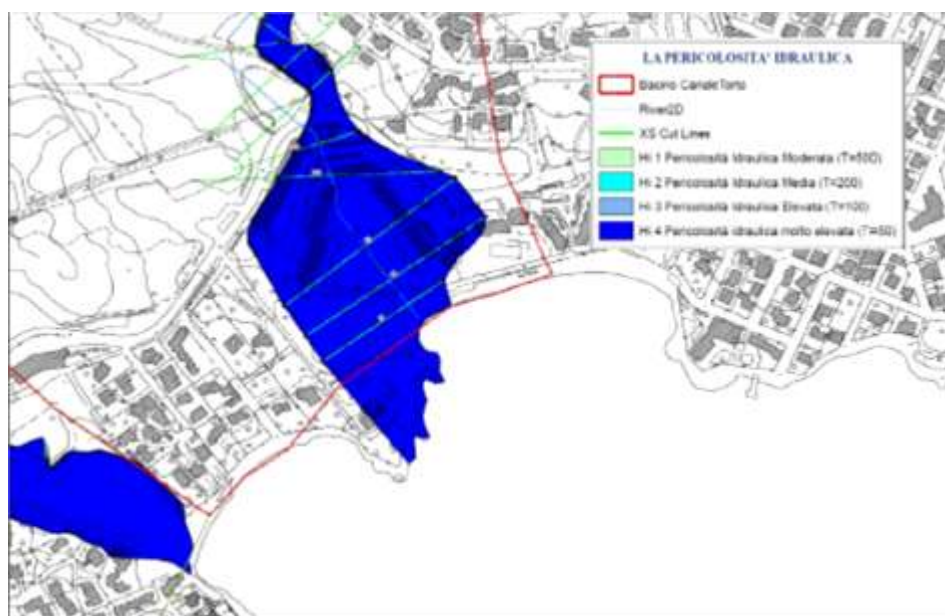 LA PERICOLOSITA' IDRAULICA
Bacino CanaleTorto
River2D
XS Cut Lines
Hi 1 Pericolosità Idraulica Moderata (T=500)
Hi 2 Pericolosità Idraulica Media (T=200)
Hi 3 Pericolosità Idraulica Elevata (T=100)
Hi 4 Pericolosità idraulica molto elevata (T=50)